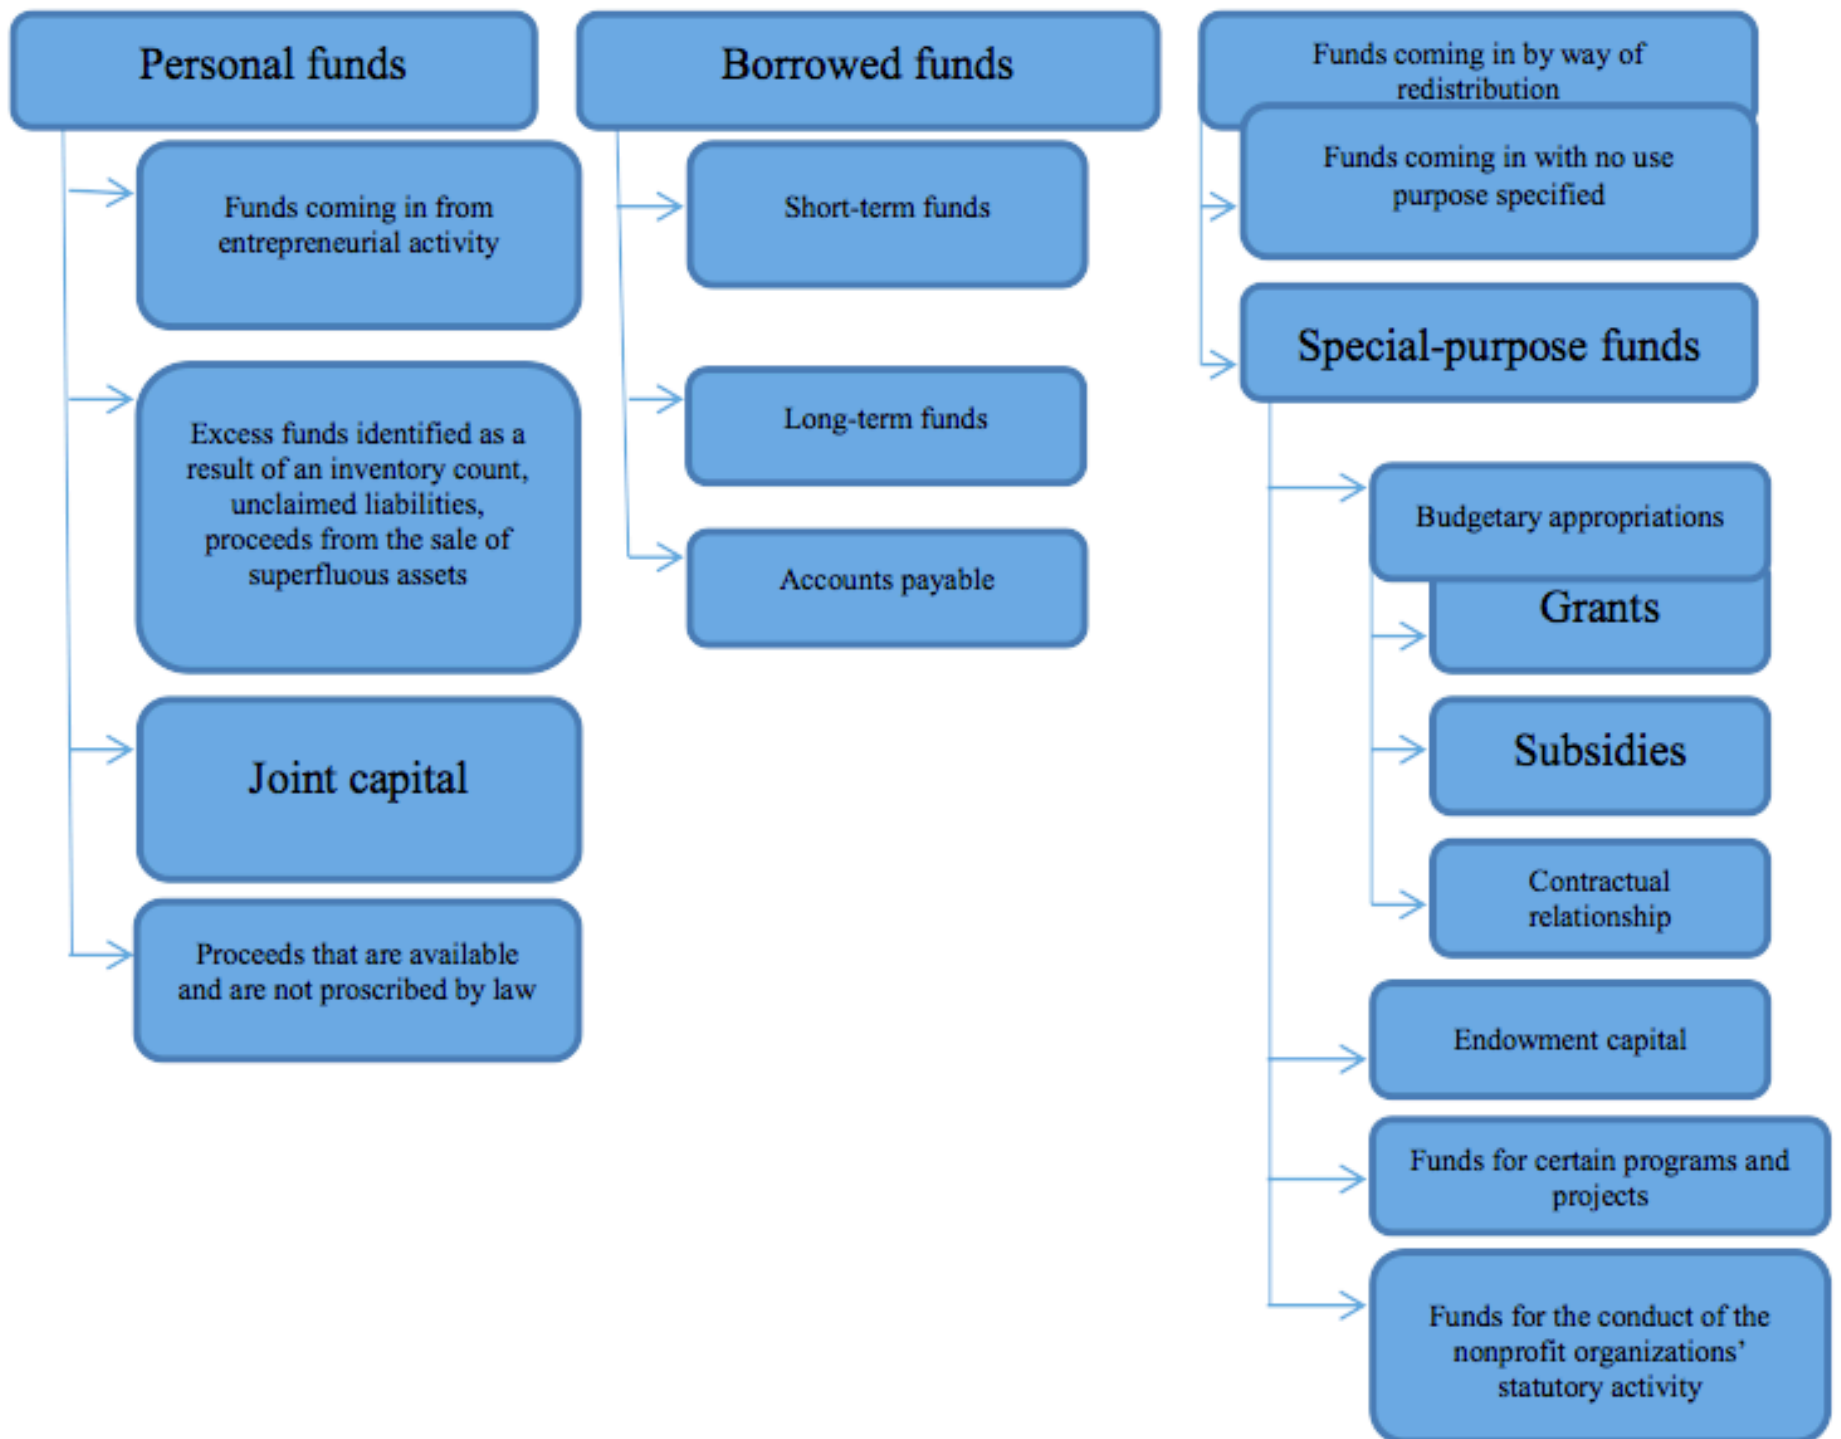 Personal funds
Funds coming in from
entrepreneurial activity
Excess funds identified as a
result of an inventory count,
unclaimed liabilities,
proceeds from the sale of
superfluous assets
Joint capital
Proceeds that are available
and are not proscribed by law
Borrowed funds
Short-term funds
Long-term funds
Accounts payable
Funds coming in by way of
redistribution
Funds coming in with no use
purpose specified
Special-purpose funds
Budgetary appropriations
Grants
Subsidies
Contractual
relationship
Endowment capital
Funds for certain programs and
projects
Funds for the conduct of the
nonprofit organizations’
statutory activity